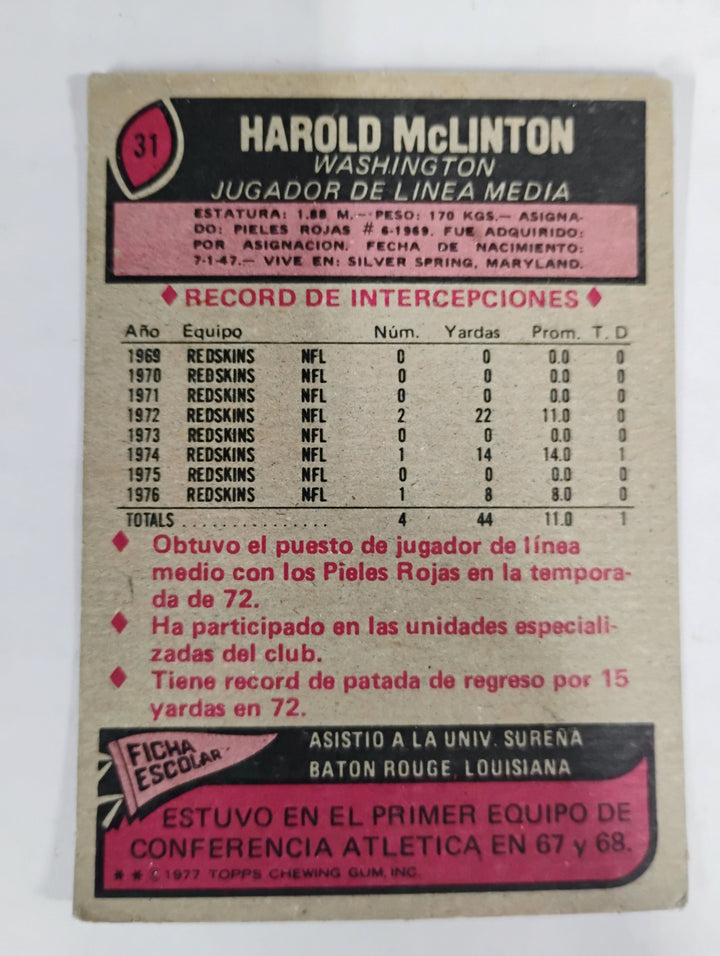 31
HAROLD McLINTON
WASHINGTON
JUGADOR DE LINEA MEDIA
ESTATURA: 1.88 M.-- PESO: 170 KGS.— ASIGNA-
DO: PIELES ROJAS # 6-1969. FUE ADQUIRIDO:
POR ASIGNACION. FECHA DE NACIMIENTO:
7-1-47.— VIVE EN: SILVER SPRING, MARYLAND.
♦ RECORD DE INTERCEPCIONES ♦
Año Equipo Núm. Yardas Prom. T. D
1969 REDSKINS NFL 0 0 0.0 0
1970 REDSKINS NFL 0 0 0.0 0
1971 REDSKINS NFL 0 0 0.0 0
1972 REDSKINS NFL 2 22 11.0 0
1973 REDSKINS NFL 0 0 0.0 0
1974 REDSKINS NFL 1 14 14.0 1
1975 REDSKINS NFL 0 0 0.0 0
1976 REDSKINS NFL 1 8 8.0 0
TOTALS ................ 4 44 11.0 1
♦ Obtuvo el puesto de jugador de línea
medio con los Pieles Rojas en la tempora-
da de 72.
♦ Ha participado en las unidades especiali-
zadas del club.
♦ Tiene record de patada de regreso por 15
yardas en 72.
FICHA
ESCOLAR
ASISTIO A LA UNIV. SUREÑA
BATON ROUGE, LOUISIANA
ESTUVO EN EL PRIMER EQUIPO DE
CONFERENCIA ATLETICA EN 67 y 68.
* * © 1977 TOPPS CHEWING GUM, INC.